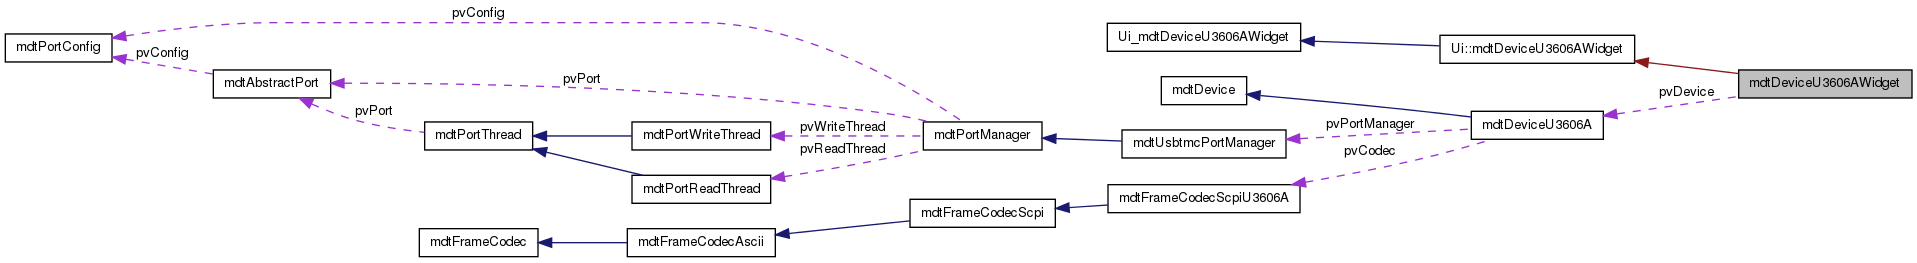 pvConfig
mdtPortConfig
pvConfig
mdtAbstractPort
pvPort
pvPort
mdtPortThread
mdtPortWriteThread
pvWriteThread
pvReadThread
mdtPortReadThread
mdtPortManager
mdtUsbtmcPortManager
pvPortManager
pvCodec
mdtFrameCodec
mdtFrameCodecAscii
mdtFrameCodecScpi
mdtFrameCodecScpiU3606A
Ui_mdtDeviceU3606AWidget
Ui::mdtDeviceU3606AWidget
mdtDevice
mdtDeviceU3606A
pvDevice
mdtDeviceU3606AWidget